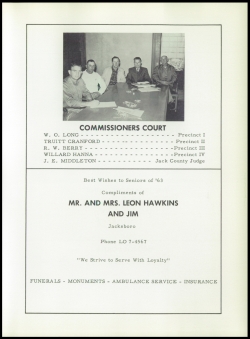 COMMISSIONERS COURT
W. O. LONG - - - - - - - - - - - - - - - - - - - - Precinct I
TRUITT CRANFORD - - - - - - - - - - - - - - - - Precinct II
R. W. BERRY - - - - - - - - - - - - - - - - - - - Precinct III
WILLARD HANNA - - - - - - - - - - - - - - - - - Precinct IV
J. E. MIDDLETON - - - - - - - - - - - - - Jack County Judge
Best Wishes to Seniors of '65
Compliments of
MR. AND MRS. LEON HAWKINS
AND JIM
Jacksboro
Phone LO 7-4567
"We Strive to Serve With Loyalty"
FUNERALS - MONUMENTS - AMBULANCE SERVICE - INSURANCE